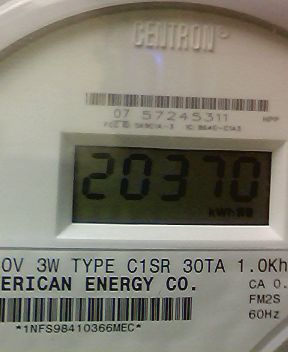 CENTRON
07 57245311
20370
kWh
0V 3W TYPE C1SR 30TA 1.0Kh
ERICAN ENERGY CO. CA 0.
FM2S
*1NFS98410366MEC* 60Hz